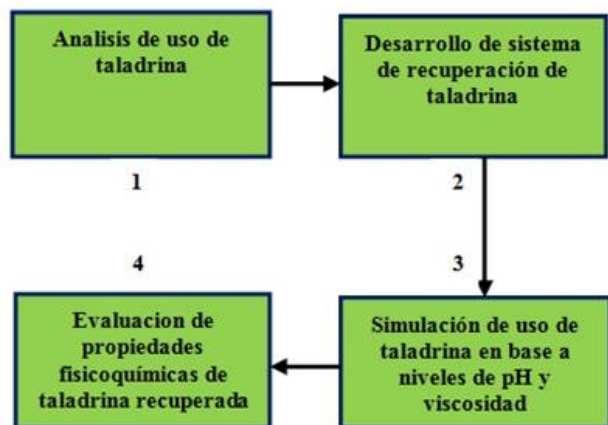 Analisis de uso de
taladrina
1
Desarrollo de sistema
de recuperación de
taladrina
2
3
Simulación de uso de
taladrina en base a
niveles de pH y
viscosidad
4
Evaluacion de
propiedades
fisicoquímicas de
taladrina recuperada